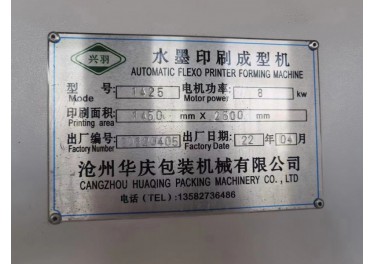 兴羽
水墨印刷成型机
AUTOMATIC FLEXO PRINTER FORMING MACHINE
型 号: 1425 电机功率: 8 kw
Mode Motor power
印刷面积: mm X 2600 mm
Printing area
出厂编号: 出厂日期: 22 年 04 月
Factory Number Factory Date
沧州华庆包装机械有限公司
CANGZHOU HUAQING PACKING MACHINERY CO., LTD
电话（TEL）: 13582736486